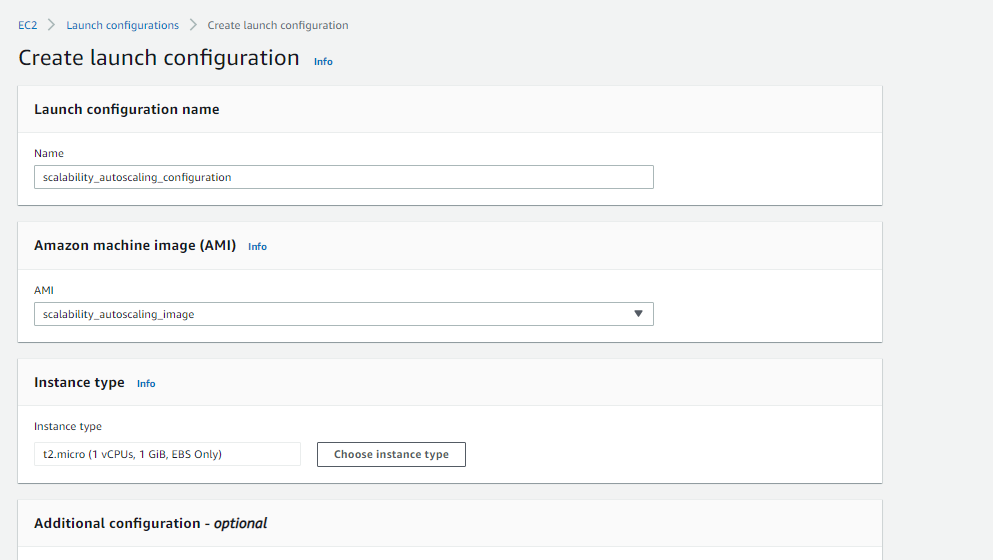 EC2 > Launch configurations > Create launch configuration
Create launch configuration Info
Launch configuration name
Name
scalability_autoscaling_configuration
Amazon machine image (AMI) Info
AMI
scalability_autoscaling_image
Instance type Info
Instance type
t2.micro (1 vCPUs, 1 GiB, EBS Only) Choose instance type
Additional configuration - optional